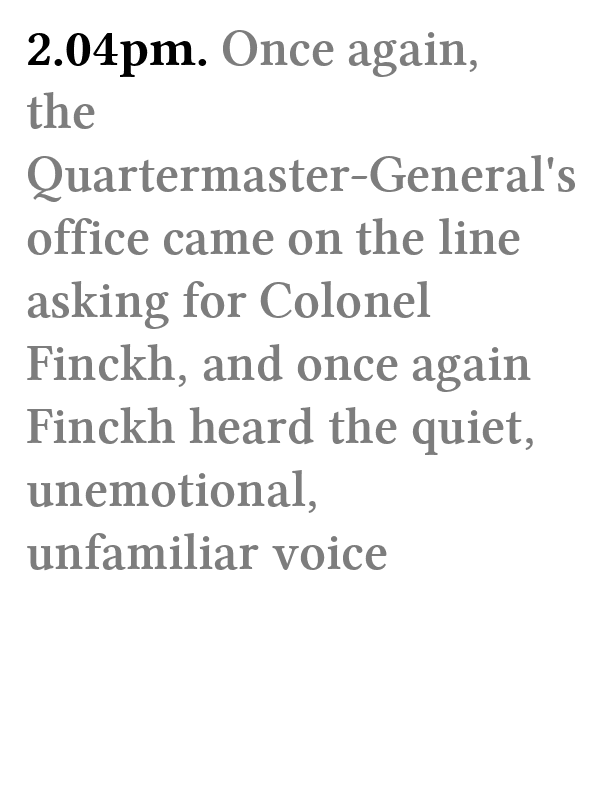 2.04pm. Once again,
the
Quartermaster-General's
office came on the line
asking for Colonel
Finckh, and once again
Finckh heard the quiet,
unemotional,
unfamiliar voice